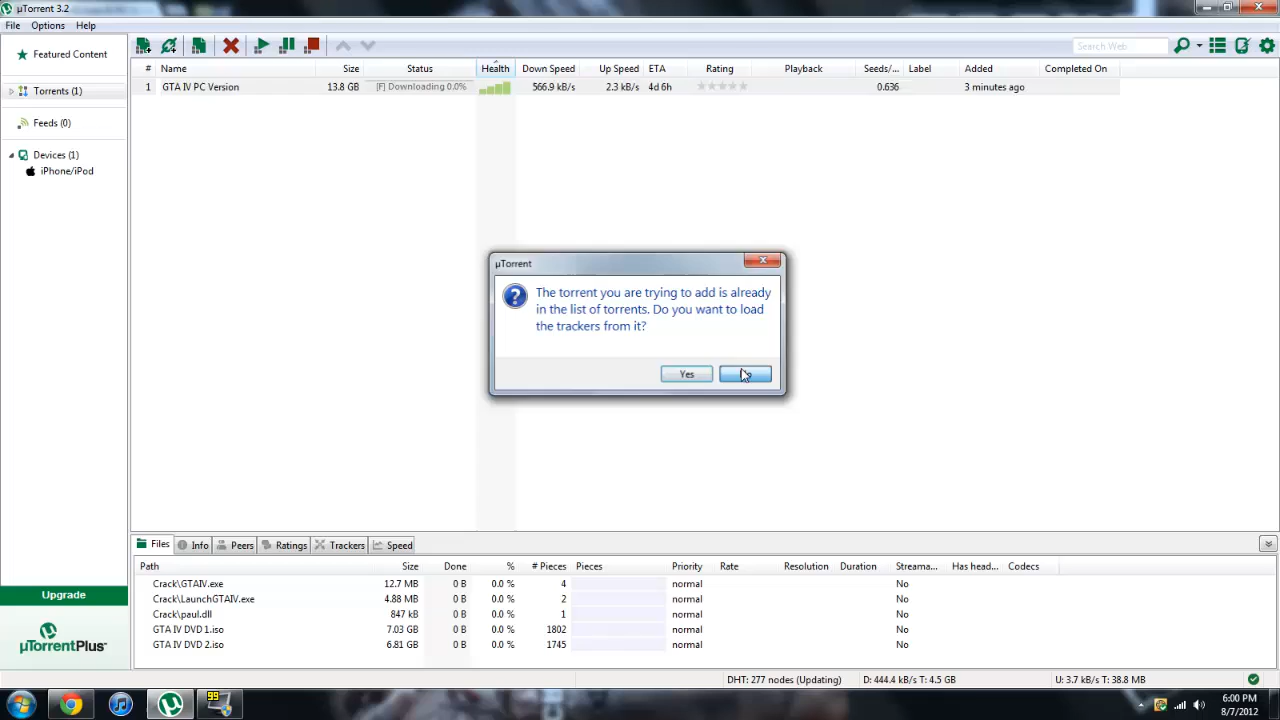 µTorrent 3.2
File Options Help
Featured Content
Search Web
# Name Size Status Health Down Speed Up Speed ETA Rating Playback Seeds/... Label Added Completed On
Torrents (1)
1 GTA IV PC Version 13.8 GB [F] Downloading 0.0% 566.9 kB/s 2.3 kB/s 4d 6h 0.636 3 minutes ago
Feeds (0)
Devices (1)
iPhone/iPod
µTorrent
The torrent you are trying to add is already
in the list of torrents. Do you want to load
the trackers from it?
Yes
Files Info Peers Ratings Trackers Speed
Path Size Done % # Pieces Pieces Priority Rate Resolution Duration Streama... Has head... Codecs
Crack\GTAIV.exe 12.7 MB 0 B 0.0 % 4 normal No
Crack\LaunchGTAIV.exe 4.88 MB 0 B 0.0 % 2 normal No
Crack\paul.dll 847 kB 0 B 0.0 % 1 normal No
GTA IV DVD 1.iso 7.03 GB 0 B 0.0 % 1802 normal No
GTA IV DVD 2.iso 6.81 GB 0 B 0.0 % 1745 normal No
Upgrade
µTorrentPlus
DHT: 277 nodes (Updating) D: 444.4 kB/s T: 4.5 GB U: 3.7 kB/s T: 38.8 MB
99
6:00 PM
8/7/2012